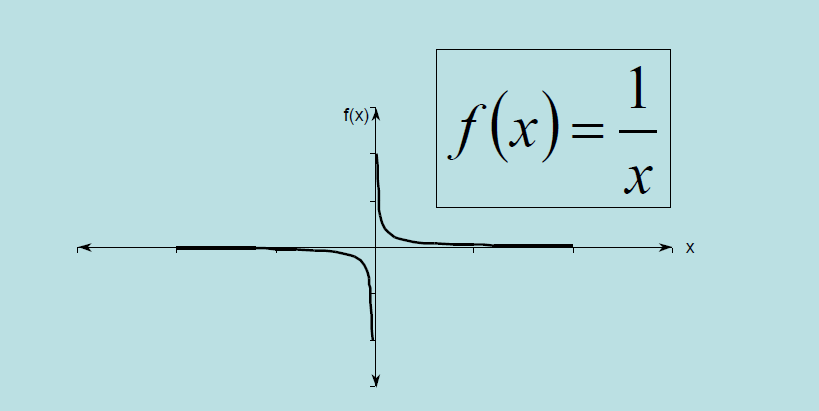 f(x)
f(x) = 1/x
x